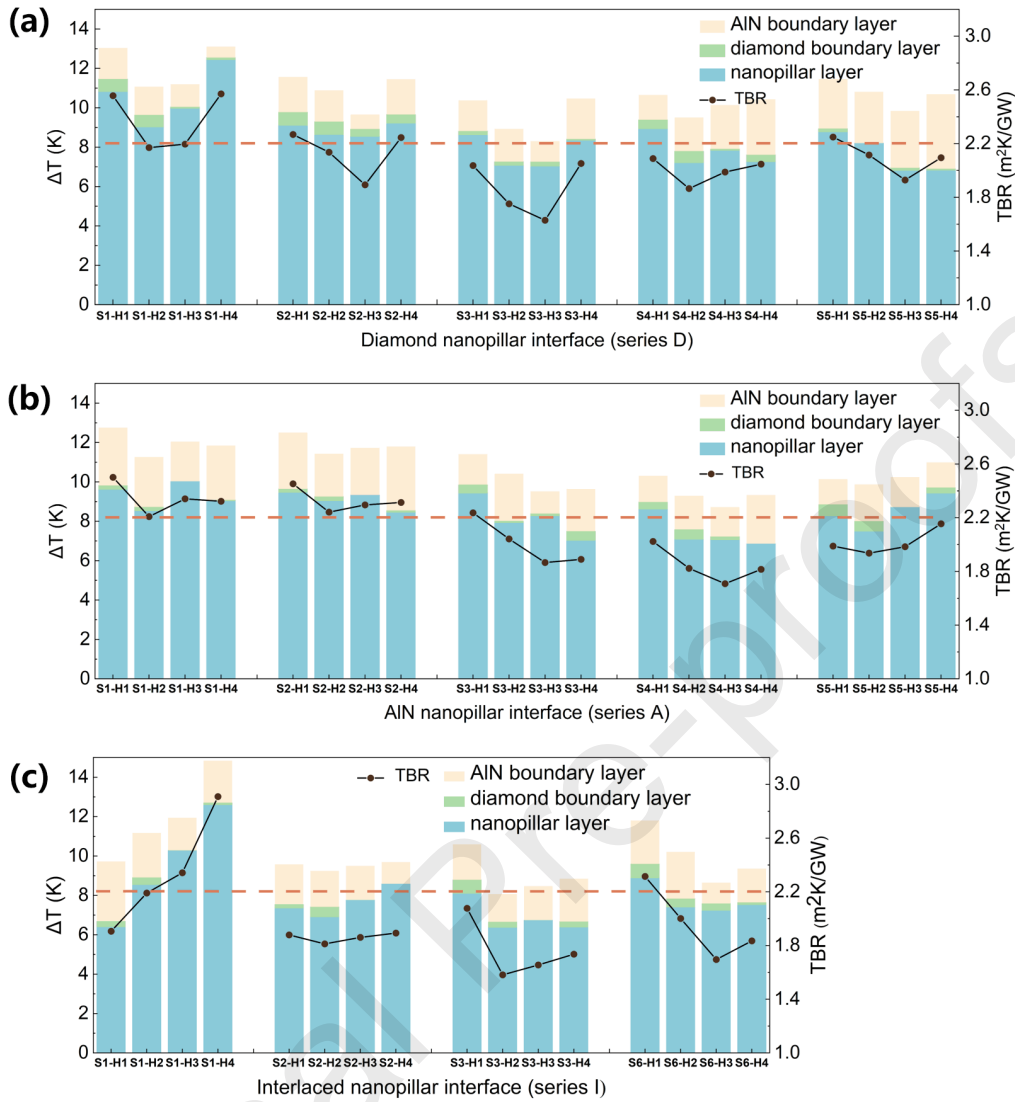 (a)
14
12
10
8
6
4
2
0
ΔT (K)
AlN boundary layer
diamond boundary layer
nanopillar layer
TBR
3.0
2.6
2.2
1.8
1.4
1.0
TBR (m²K/GW)
S1-H1 S1-H2 S1-H3 S1-H4 S2-H1 S2-H2 S2-H3 S2-H4 S3-H1 S3-H2 S3-H3 S3-H4 S4-H1 S4-H2 S4-H3 S4-H4 S5-H1 S5-H2 S5-H3 S5-H4
Diamond nanopillar interface (series D)
(b)
14
12
10
8
6
4
2
0
ΔT (K)
AlN boundary layer
diamond boundary layer
nanopillar layer
TBR
3.0
2.6
2.2
1.8
1.4
1.0
TBR (m²K/GW)
S1-H1 S1-H2 S1-H3 S1-H4 S2-H1 S2-H2 S2-H3 S2-H4 S3-H1 S3-H2 S3-H3 S3-H4 S4-H1 S4-H2 S4-H3 S4-H4 S5-H1 S5-H2 S5-H3 S5-H4
AlN nanopillar interface (series A)
(c)
14
12
10
8
6
4
2
0
ΔT (K)
TBR
AlN boundary layer
diamond boundary layer
nanopillar layer
3.0
2.6
2.2
1.8
1.4
1.0
TBR (m²K/GW)
S1-H1 S1-H2 S1-H3 S1-H4 S2-H1 S2-H2 S2-H3 S2-H4 S3-H1 S3-H2 S3-H3 S3-H4 S6-H1 S6-H2 S6-H3 S6-H4
Interlaced nanopillar interface (series I)
al Pre-proofs